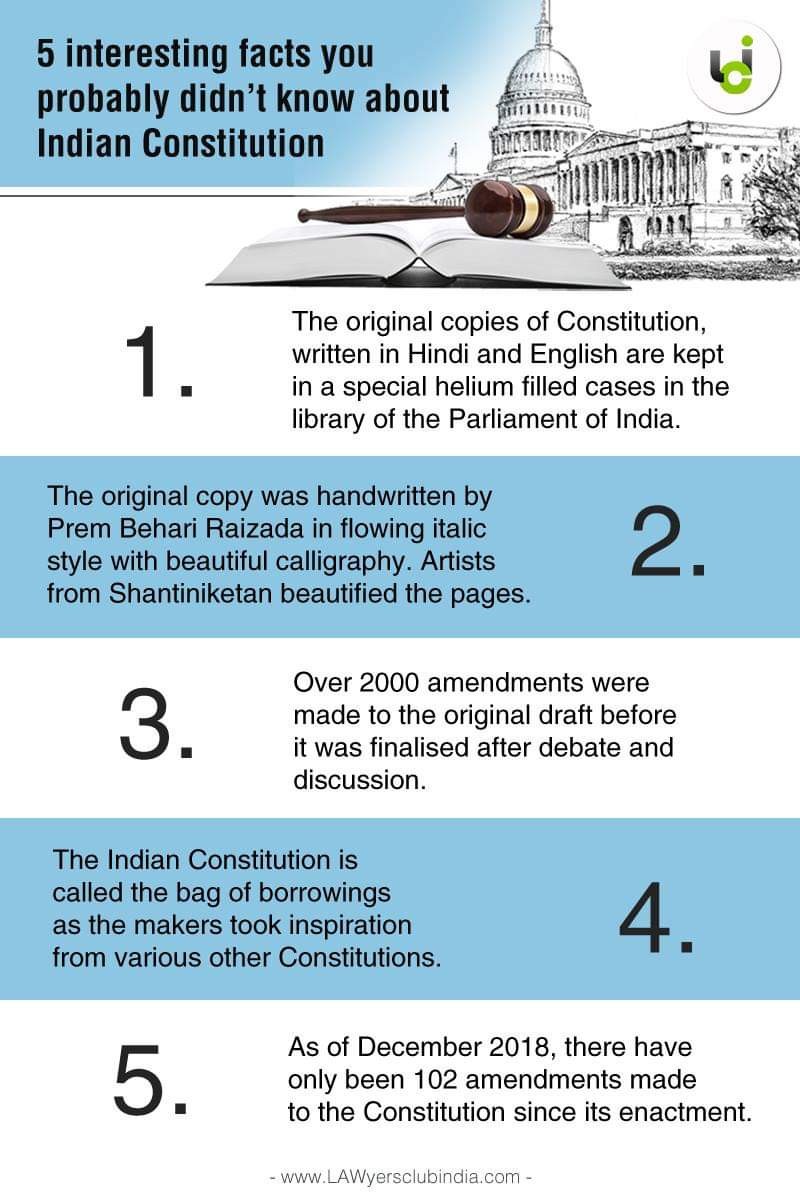 5 interesting facts you
probably didn't know about
Indian Constitution
1.
The original copies of Constitution,
written in Hindi and English are kept
in a special helium filled cases in the
library of the Parliament of India.
The original copy was handwritten by
Prem Behari Raizada in flowing italic
style with beautiful calligraphy. Artists
from Shantiniketan beautified the pages.
2.
3.
Over 2000 amendments were
made to the original draft before
it was finalised after debate and
discussion.
The Indian Constitution is
called the bag of borrowings
as the makers took inspiration
from various other Constitutions.
4.
5.
As of December 2018, there have
only been 102 amendments made
to the Constitution since its enactment.
- www.LAWyersclubindia.com -